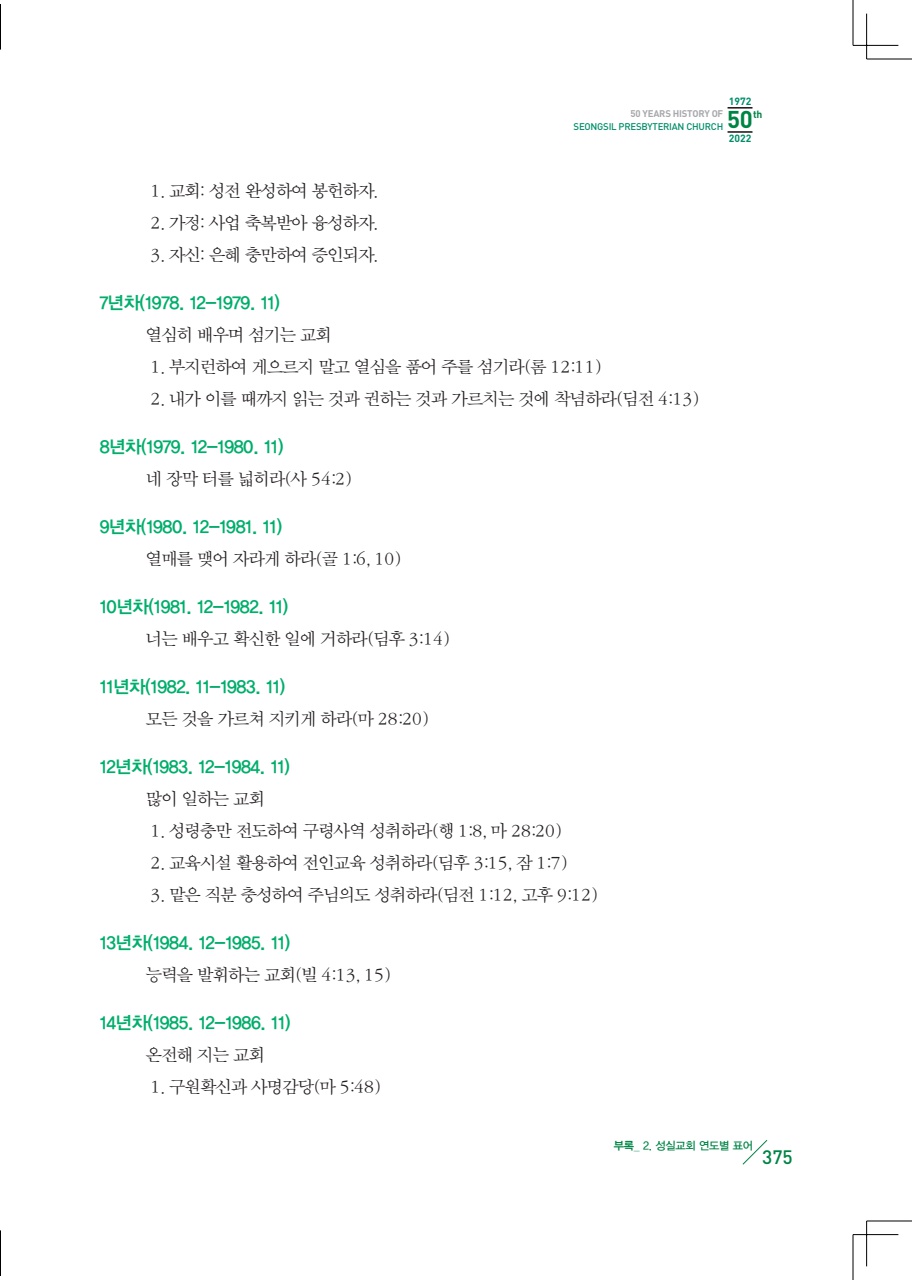 1972
50 YEARS HISTORY OF
SEONGSIL PRESBYTERIAN CHURCH
50th
2022
1. 교회: 성전 완성하여 봉헌하자.
2. 가정: 사업 축복받아 융성하자.
3. 자신: 은혜 충만하여 증인되자.
7년차(1978. 12-1979. 11)
열심히 배우며 섬기는 교회
1. 부지런하여 게으르지 말고 열심을 품어 주를 섬기라(롬 12:11)
2. 내가 이를 때까지 읽는 것과 권하는 것과 가르치는 것에 착념하라(딤전 4:13)
8년차(1979. 12-1980. 11)
네 장막 터를 넓히라(사 54:2)
9년차(1980. 12-1981. 11)
열매를 맺어 자라게 하라(골 1:6, 10)
10년차(1981. 12-1982. 11)
너는 배우고 확신한 일에 거하라(딤후 3:14)
11년차(1982. 11-1983. 11)
모든 것을 가르쳐 지키게 하라(마 28:20)
12년차(1983. 12-1984. 11)
많이 일하는 교회
1. 성령충만 전도하여 구령사역 성취하라(행 1:8, 마 28:20)
2. 교육시설 활용하여 전인교육 성취하라(딤후 3:15, 잠 1:7)
3. 맡은 직분 충성하여 주님의도 성취하라(딤전 1:12, 고후 9:12)
13년차(1984. 12-1985. 11)
능력을 발휘하는 교회(빌 4:13, 15)
14년차(1985. 12-1986. 11)
온전해 지는 교회
1. 구원확신과 사명감당(마 5:48)
부록_ 2. 성실교회 연도별 표어
375